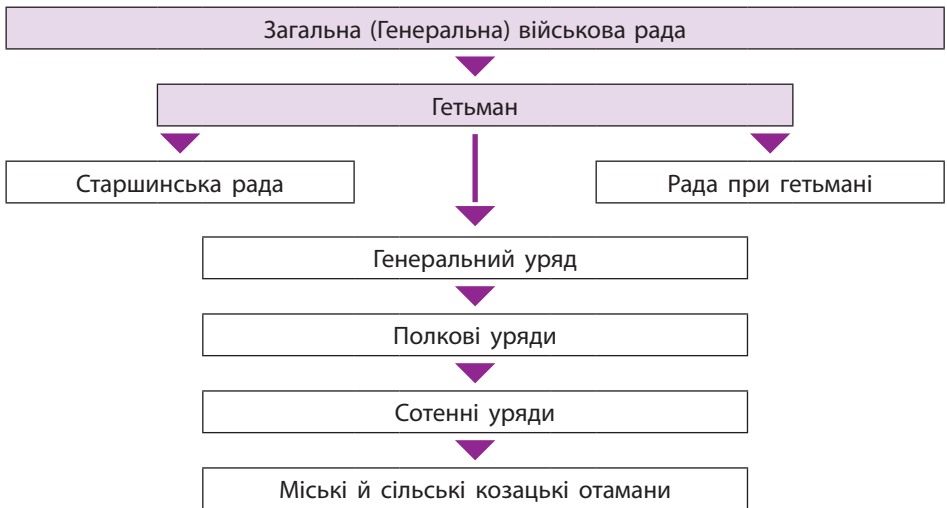 Загальна (Генеральна) військова рада
Гетьман
Старшинська рада
Рада при гетьмані
Генеральний уряд
Полкові уряди
Сотенні уряди
Міські й сільські козацькі отамани